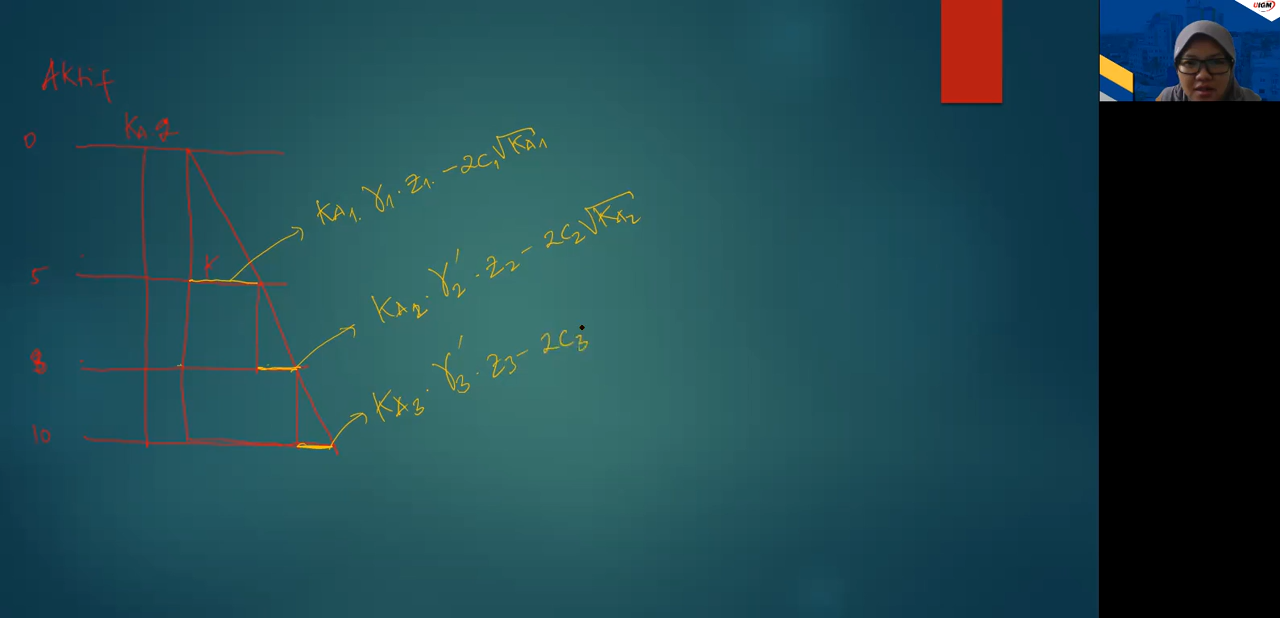 UIGM
Aktif
KA. q
0
KA1. γ1. z1. - 2C1√KA1
5
K
KA2. γ2'. z2 - 2C2√KA2
8
KA3. γ3'. z3 - 2C3
10